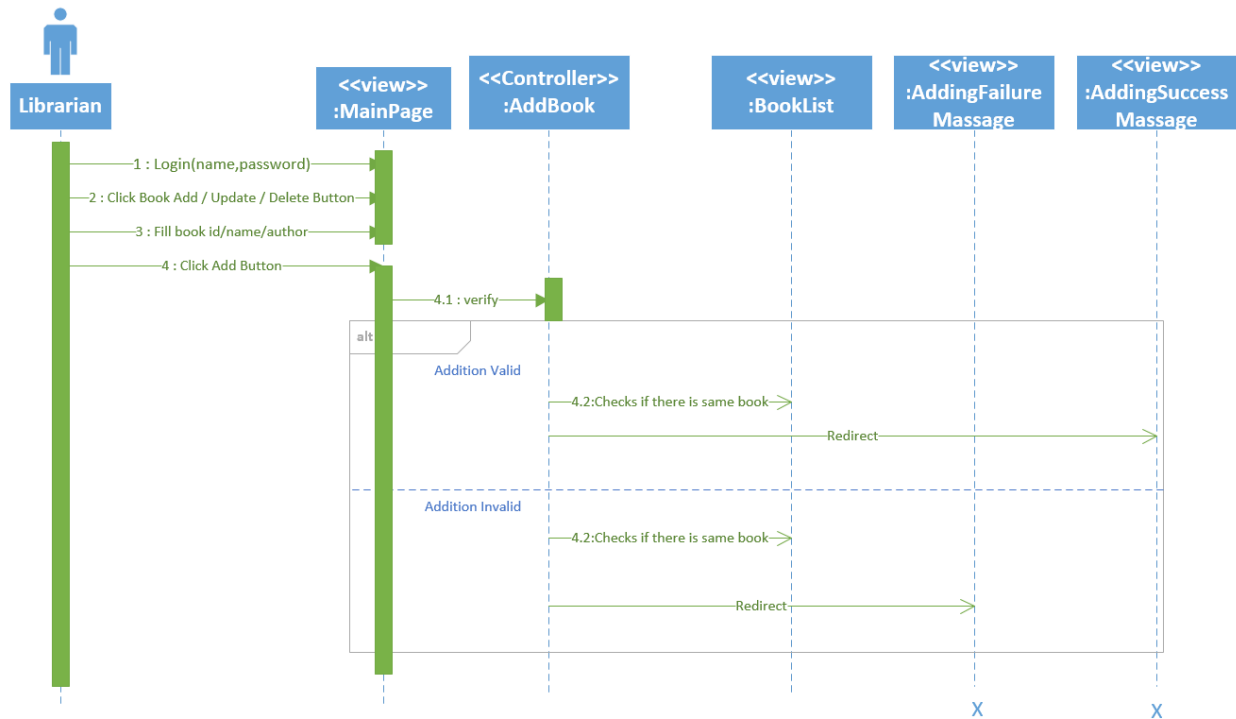 Librarian
<<view>>
:MainPage
<<Controller>>
:AddBook
<<view>>
:BookList
<<view>>
:AddingFailure
Massage
<<view>>
:AddingSuccess
Massage
1 : Login(name,password)
2 : Click Book Add / Update / Delete Button
3 : Fill book id/name/author
4 : Click Add Button
4.1 : verify
alt
Addition Valid
4.2:Checks if there is same book
Redirect
Addition Invalid
4.2:Checks if there is same book
Redirect
X
X